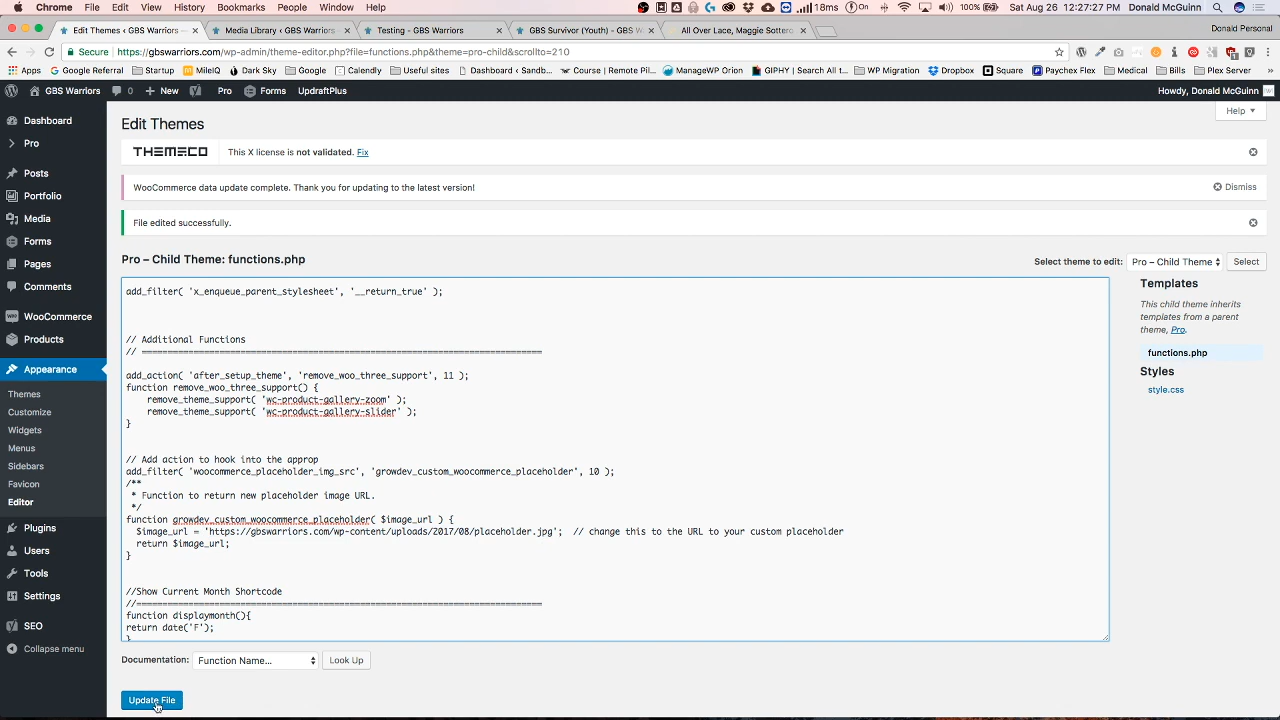 Chrome File Edit View History Bookmarks People Window Help 18ms On 100% Sat Aug 26 12:27:27 PM Donald McGuinn
Edit Themes ‹ GBS Warriors Media Library ‹ GBS Warriors Testing - GBS Warriors GBS Survivor (Youth) - GBS W All Over Lace, Maggie Sottero Donald Personal
Secure https://gbswarriors.com/wp-admin/theme-editor.php?file=functions.php&theme=pro-child&scrollto=210
Apps Google Referral Startup MileIQ Dark Sky Google Calendly Useful sites Dashboard ‹ Sandb... Course | Remote Pil... ManageWP Orion GIPHY | Search All t... WP Migration Dropbox Square Paychex Flex Medical Bills Plex Server »
GBS Warriors 0 New Pro Forms UpdraftPlus Howdy, Donald McGuinn
Help
Edit Themes
THEMECO This X license is not validated. Fix
WooCommerce data update complete. Thank you for updating to the latest version! Dismiss
File edited successfully.
Pro – Child Theme: functions.php
Select theme to edit: Pro – Child Theme Select
Dashboard
Pro
Posts
Portfolio
Media
Forms
Pages
Comments
WooCommerce
Products
Appearance
Themes
Customize
Widgets
Menus
Sidebars
Favicon
Editor
Plugins
Users
Tools
Settings
SEO
Collapse menu
add_filter( 'x_enqueue_parent_stylesheet', '__return_true' );
// Additional Functions
// =============================================================================
add_action( 'after_setup_theme', 'remove_woo_three_support', 11 );
function remove_woo_three_support() {
remove_theme_support( 'wc-product-gallery-zoom' );
remove_theme_support( 'wc-product-gallery-slider' );
}
// Add action to hook into the approp
add_filter( 'woocommerce_placeholder_img_src', 'growdev_custom_woocommerce_placeholder', 10 );
/**
* Function to return new placeholder image URL.
*/
function growdev_custom_woocommerce_placeholder( $image_url ) {
$image_url = 'https://gbswarriors.com/wp-content/uploads/2017/08/placeholder.jpg'; // change this to the URL to your custom placeholder
return $image_url;
}
//Show Current Month Shortcode
//=============================================================================
function displaymonth(){
return date('F');
}
Templates
This child theme inherits
templates from a parent
theme, Pro.
functions.php
Styles
style.css
Documentation: Function Name... Look Up
Update File